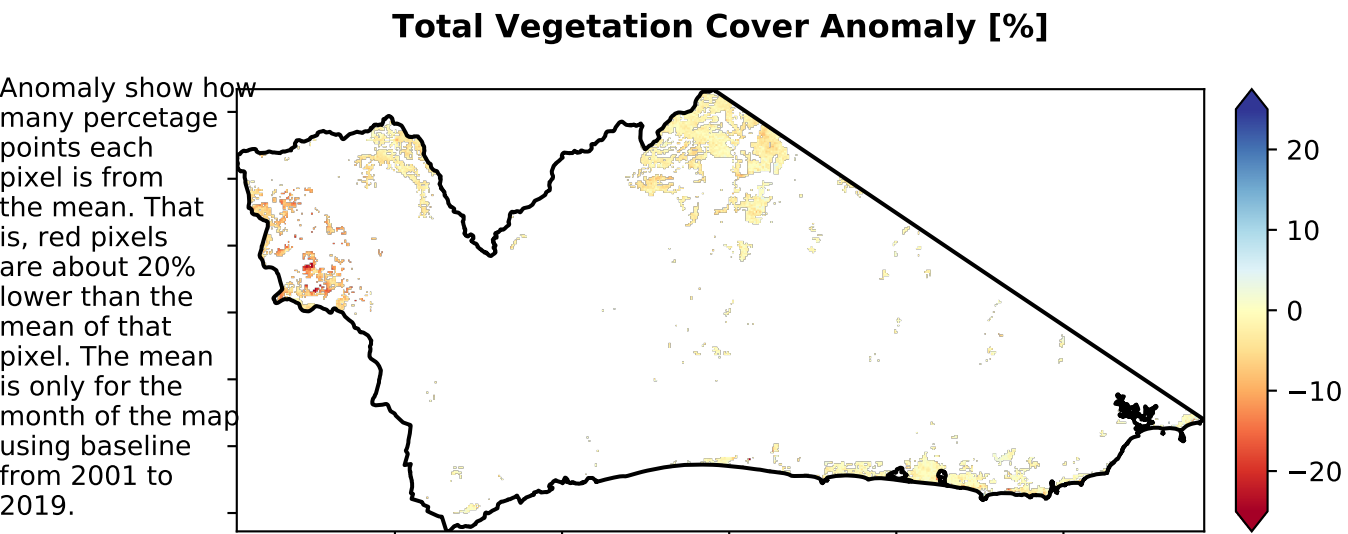 Total Vegetation Cover Anomaly [%]
Anomaly show how
many percetage
points each
pixel is from
the mean. That
is, red pixels
are about 20%
lower than the
mean of that
pixel. The mean
is only for the
month of the map
using baseline
from 2001 to
2019.
20
10
0
−10
−20